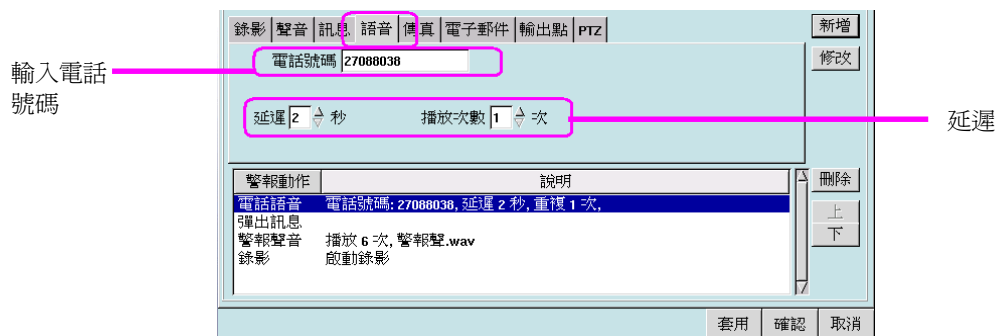 錄影 聲音 訊息 語音 傳真 電子郵件 輸出點 PTZ 新增
電話號碼 27088038 修改
輸入電話
號碼
延遲 2 秒 播放次數 1 次
延遲
警報動作 說明 刪除
電話語音 電話號碼: 27088038, 延遲 2 秒, 重複 1 次,
彈出訊息 上
警報聲音 播放 6 次, 警報聲.wav 下
錄影 啟動錄影
套用 確認 取消